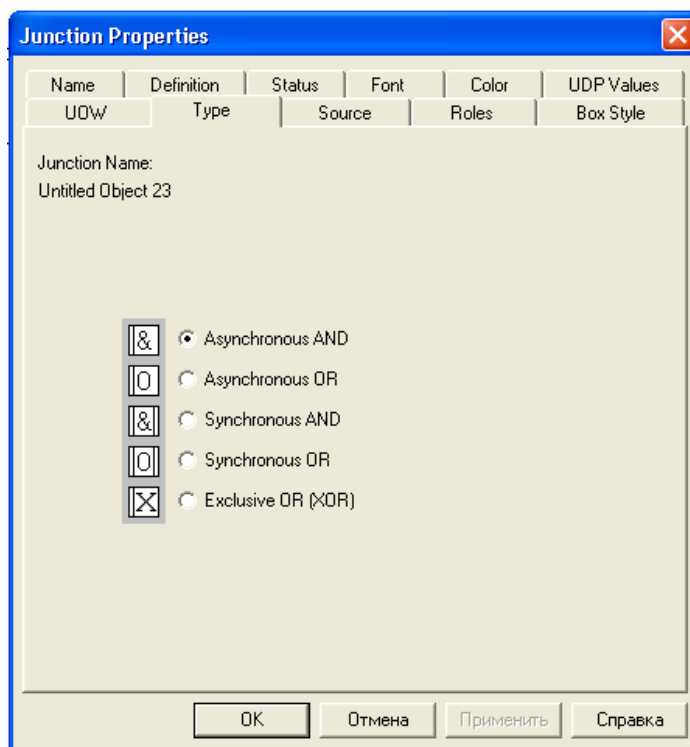 Junction Properties
Name Definition Status Font Color UDP Values
UOW Type Source Roles Box Style
Junction Name:
Untitled Object 23
& Asynchronous AND
O Asynchronous OR
& Synchronous AND
O Synchronous OR
X Exclusive OR (XOR)
OK Отмена Применить Справка